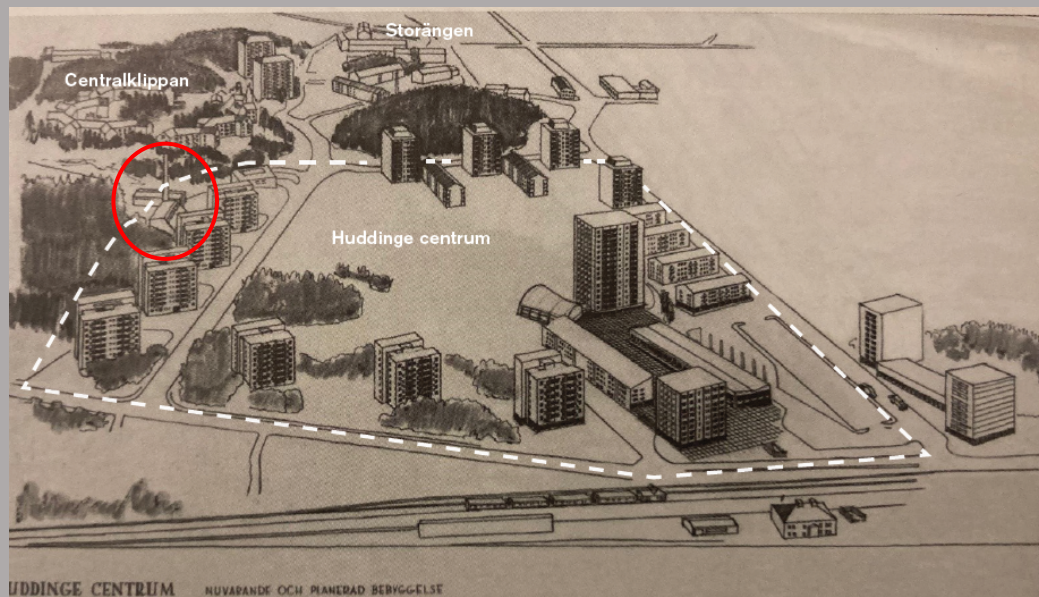 Storängen
Centralklippan
Huddinge centrum
UDDINGE CENTRUM NUVARANDE OCH PLANERAD BEBYGGELSE